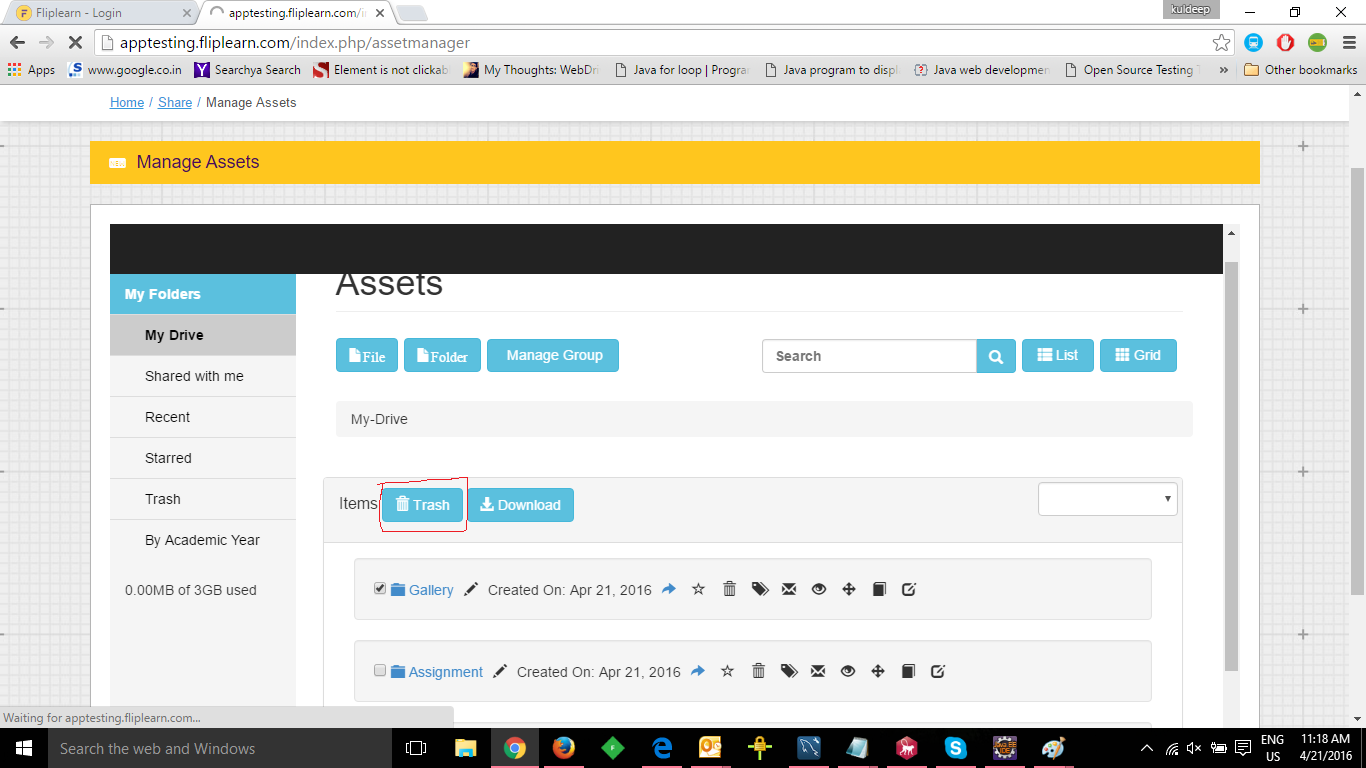 Fliplearn - Login
apptesting.fliplearn.com/i
kuldeep
apptesting.fliplearn.com/index.php/assetmanager
Apps
www.google.co.in
Searchya Search
Element is not clickab
My Thoughts: WebDri
Java for loop | Progra
Java program to displ
Java web developmen
Open Source Testing T
»
Other bookmarks
Home / Share / Manage Assets
Manage Assets
Assets
My Folders
My Drive
Shared with me
Recent
Starred
Trash
By Academic Year
0.00MB of 3GB used
File
Folder
Manage Group
Search
List
Grid
My-Drive
Items
Trash
Download
Gallery Created On: Apr 21, 2016
Assignment Created On: Apr 21, 2016
Waiting for apptesting.fliplearn.com...
Search the web and Windows
ENG
US
11:18 AM
4/21/2016